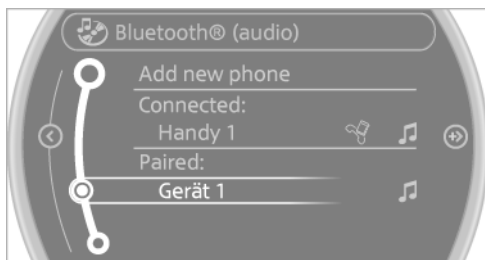 Bluetooth® (audio)
Add new phone
Connected:
Handy 1
Paired:
Gerät 1